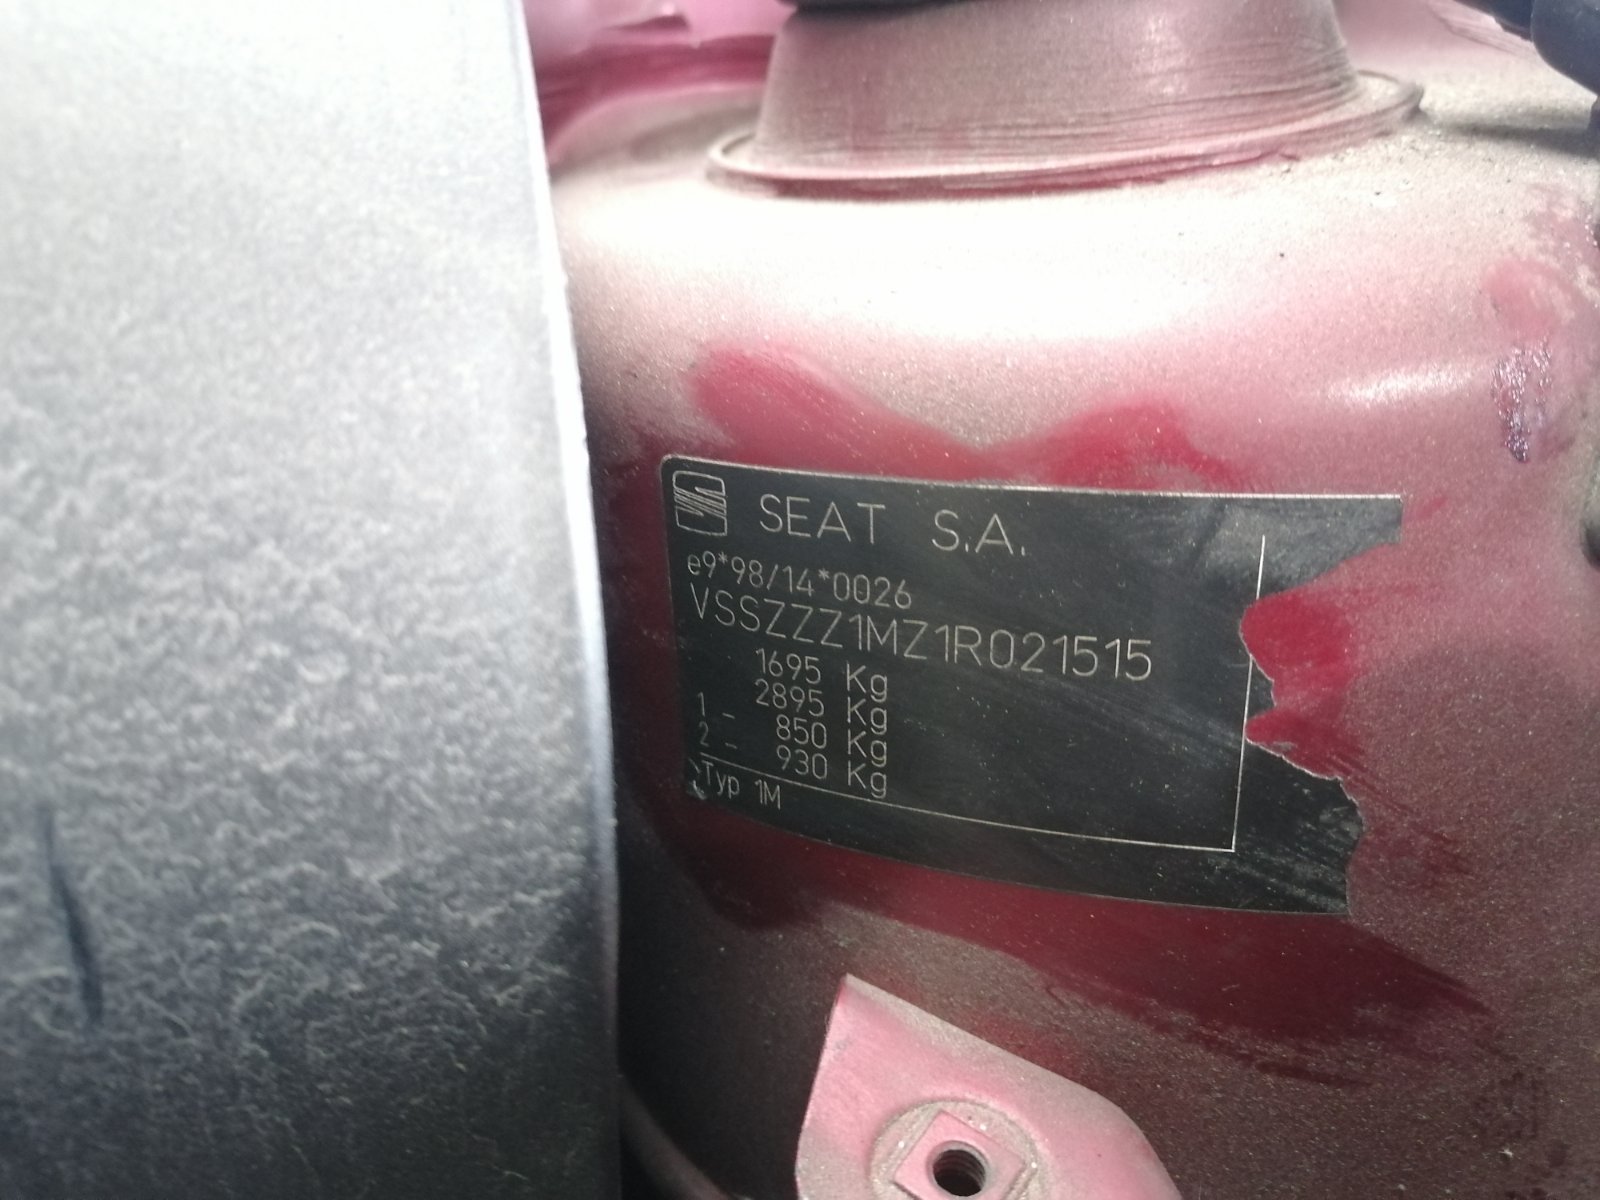 SEAT S.A.
e9*98/14*0026
VSSZZZ1MZ1R021515
1695 Kg
2895 Kg
1 - 850 Kg
2 - 930 Kg
Typ 1M